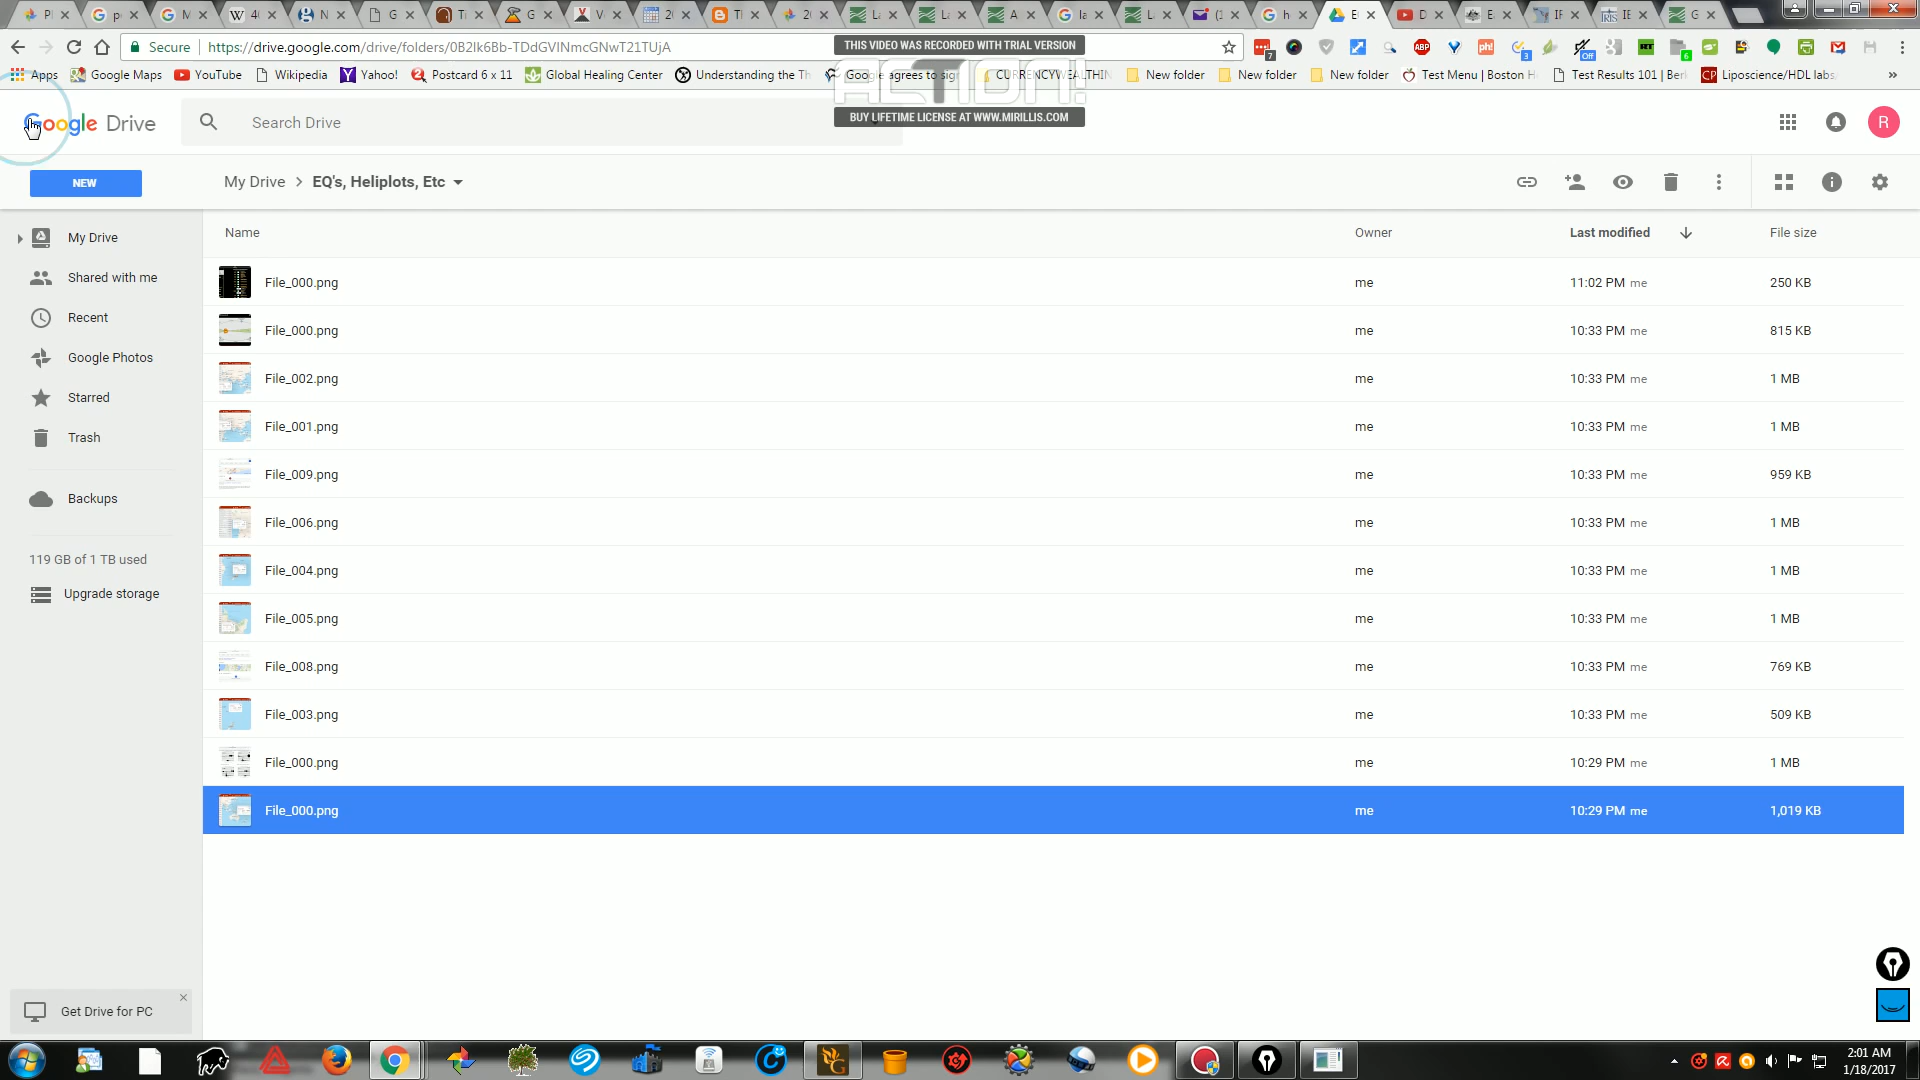 Secure
https://drive.google.com/drive/folders/0B2Ik6Bb-TDdGVlNmcGNwT21TUjA
THIS VIDEO WAS RECORDED WITH TRIAL VERSION
ACTION!
BUY LIFETIME LICENSE AT WWW.MIRILLIS.COM
Apps
Google Maps
YouTube
Wikipedia
Yahoo!
Postcard 6 x 11
Global Healing Center
Understanding the Th
Google agrees to sign
CURRENCYWEALTHIN
New folder
New folder
New folder
Test Menu | Boston H
Test Results 101 | Ber
Liposcience/HDL labs
»
Google Drive
Search Drive
R
NEW
My Drive > EQ's, Heliplots, Etc
My Drive
Shared with me
Recent
Google Photos
Starred
Trash
Backups
119 GB of 1 TB used
Upgrade storage
Get Drive for PC
Name Owner Last modified File size
File_000.png me 11:02 PM me 250 KB
File_000.png me 10:33 PM me 815 KB
File_002.png me 10:33 PM me 1 MB
File_001.png me 10:33 PM me 1 MB
File_009.png me 10:33 PM me 959 KB
File_006.png me 10:33 PM me 1 MB
File_004.png me 10:33 PM me 1 MB
File_005.png me 10:33 PM me 1 MB
File_008.png me 10:33 PM me 769 KB
File_003.png me 10:33 PM me 509 KB
File_000.png me 10:29 PM me 1 MB
File_000.png me 10:29 PM me 1,019 KB
2:01 AM
1/18/2017